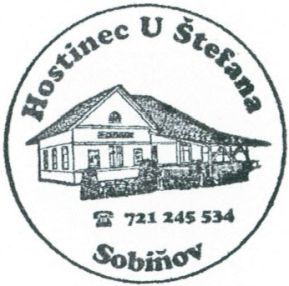 Hostinec U Štefana
☎ 721 245 534
Sobiňov